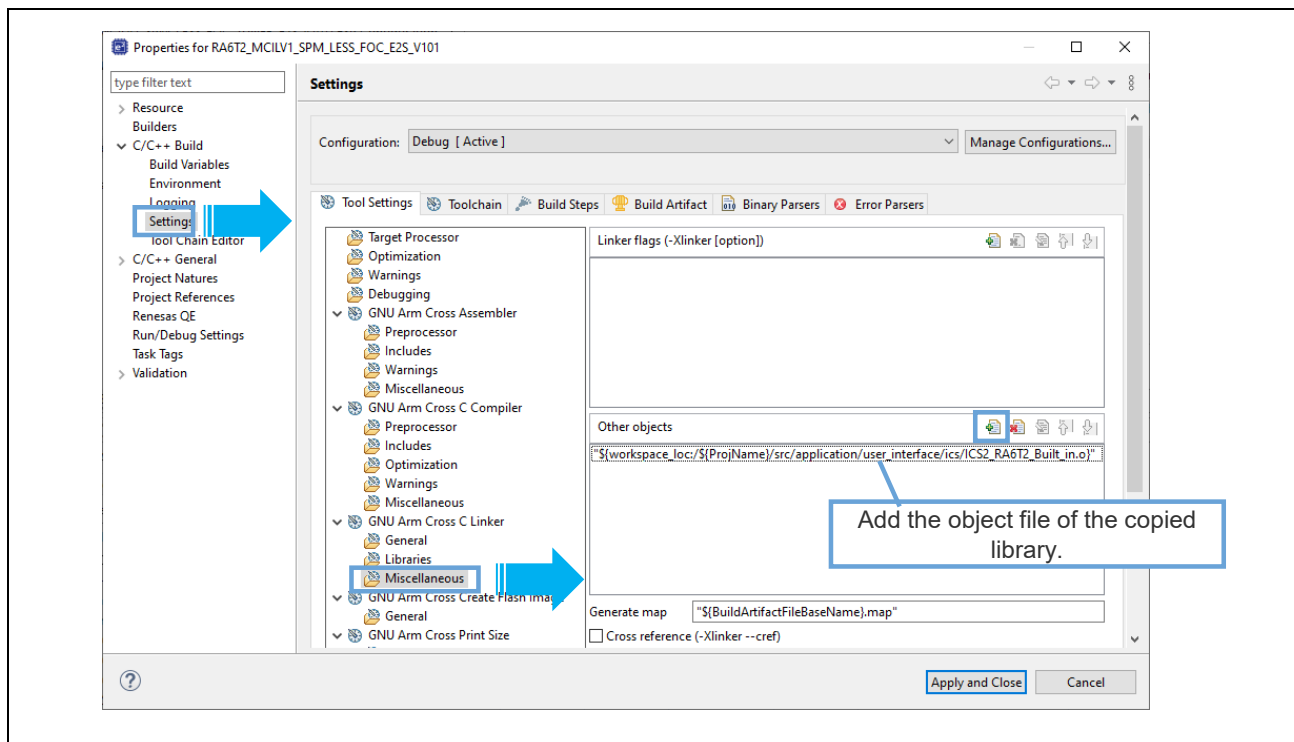 Properties for RA6T2_MCILV1_SPM_LESS_FOC_E2S_V101
type filter text
Resource
Builders
C/C++ Build
Build Variables
Environment
Logging
Settings
Tool Chain Editor
C/C++ General
Project Natures
Project References
Renesas QE
Run/Debug Settings
Task Tags
Validation
Settings
Configuration: Debug [ Active ]
Manage Configurations...
Tool Settings Toolchain Build Steps Build Artifact Binary Parsers Error Parsers
Target Processor
Optimization
Warnings
Debugging
GNU Arm Cross Assembler
Preprocessor
Includes
Warnings
Miscellaneous
GNU Arm Cross C Compiler
Preprocessor
Includes
Optimization
Warnings
Miscellaneous
GNU Arm Cross C Linker
General
Libraries
Miscellaneous
GNU Arm Cross Create Flash Image
General
GNU Arm Cross Print Size
Linker flags (-Xlinker [option])
Other objects
"${workspace_loc:/${ProjName}/src/application/user_interface/ics/ICS2_RA6T2_Built_in.o}"
Add the object file of the copied
library.
Generate map "${BuildArtifactFileBaseName}.map"
Cross reference (-Xlinker --cref)
Apply and Close
Cancel